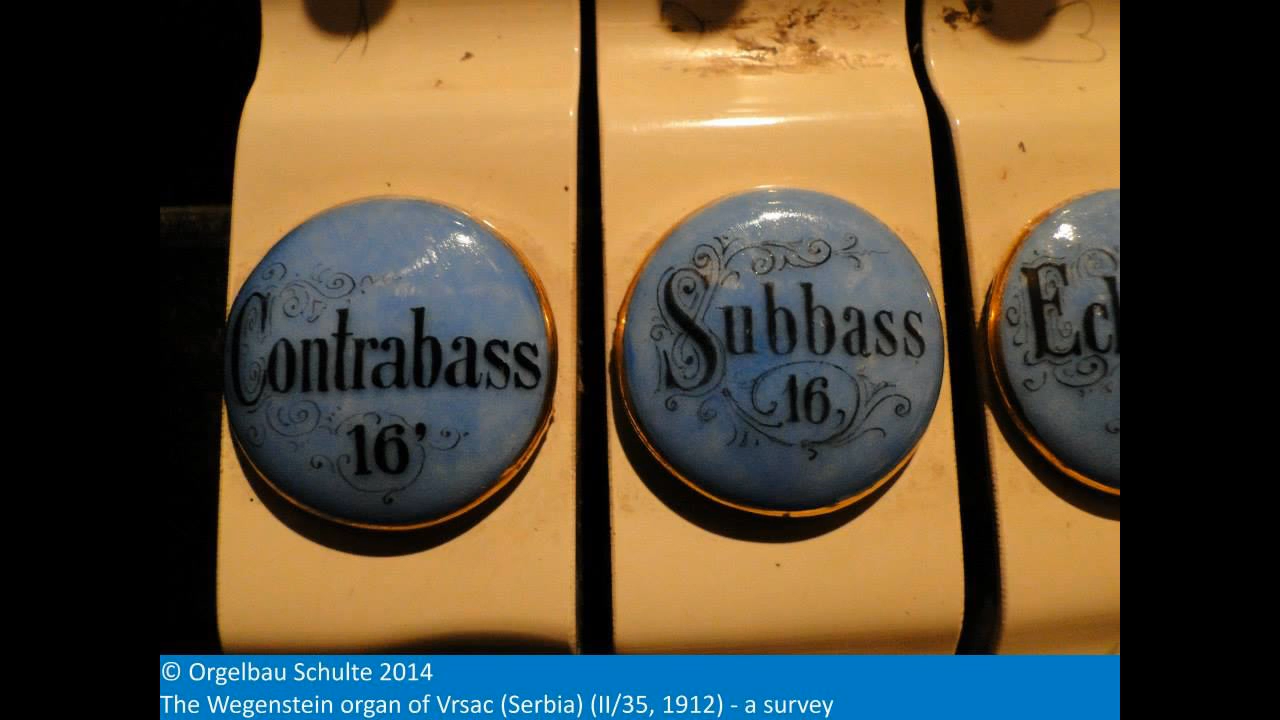 Contrabass
16'
Subbass
16,
© Orgelbau Schulte 2014
The Wegenstein organ of Vrsac (Serbia) (II/35, 1912) - a survey